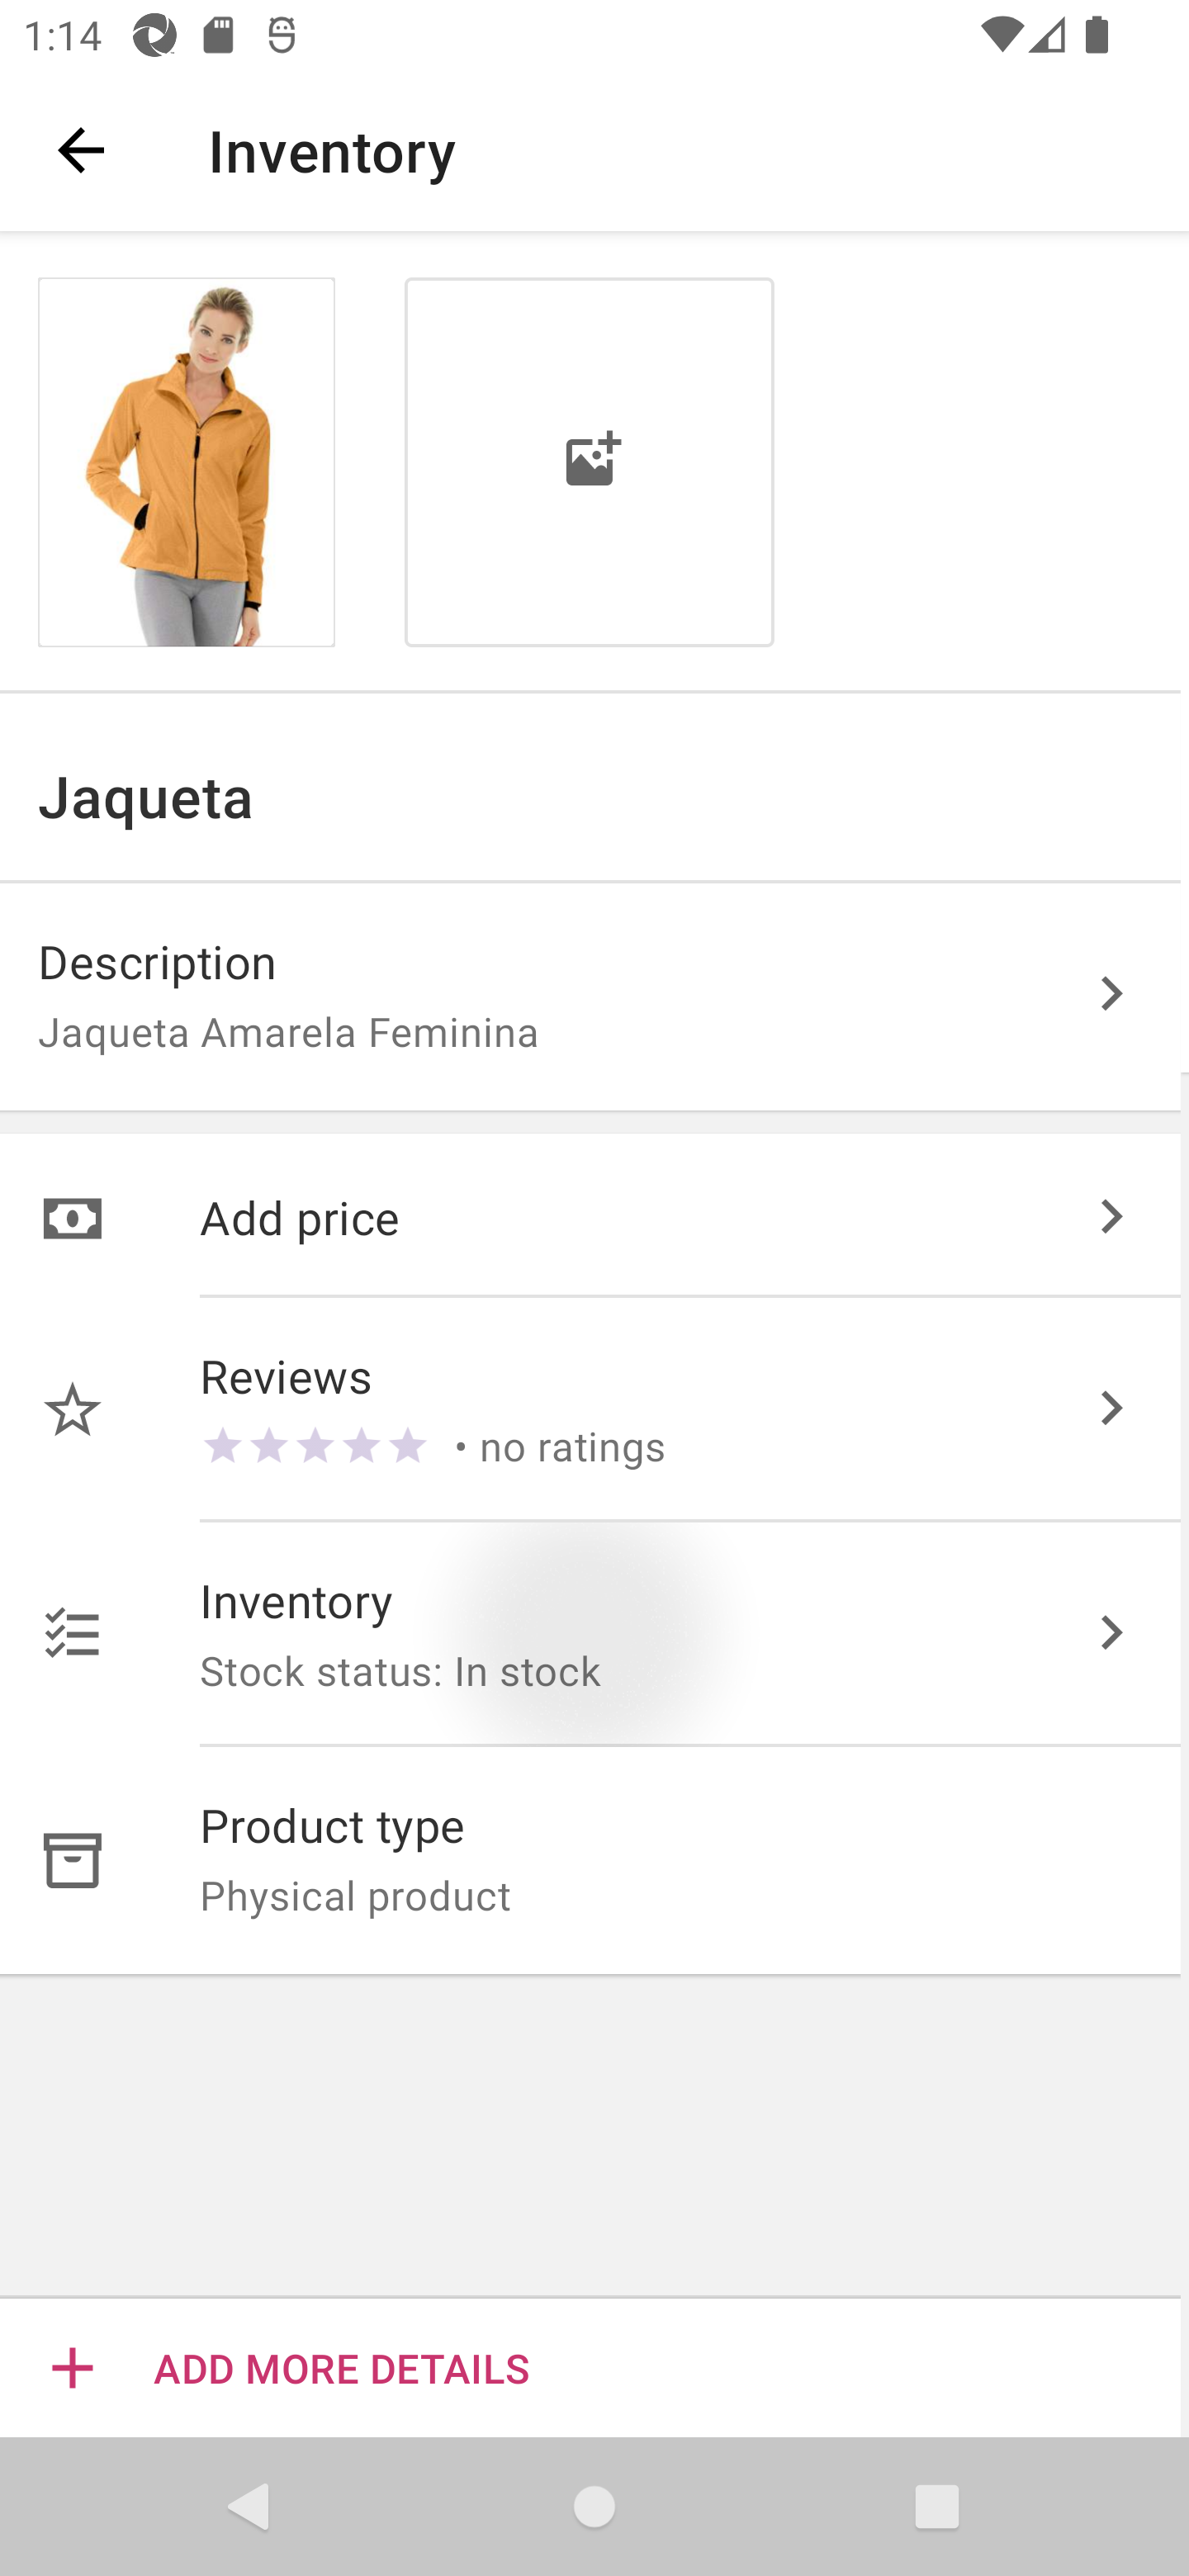 1:14
Inventory
Jaqueta
Description
Jaqueta Amarela Feminina
Add price
Reviews
• no ratings
Inventory
Stock status: In stock
Product type
Physical product
ADD MORE DETAILS